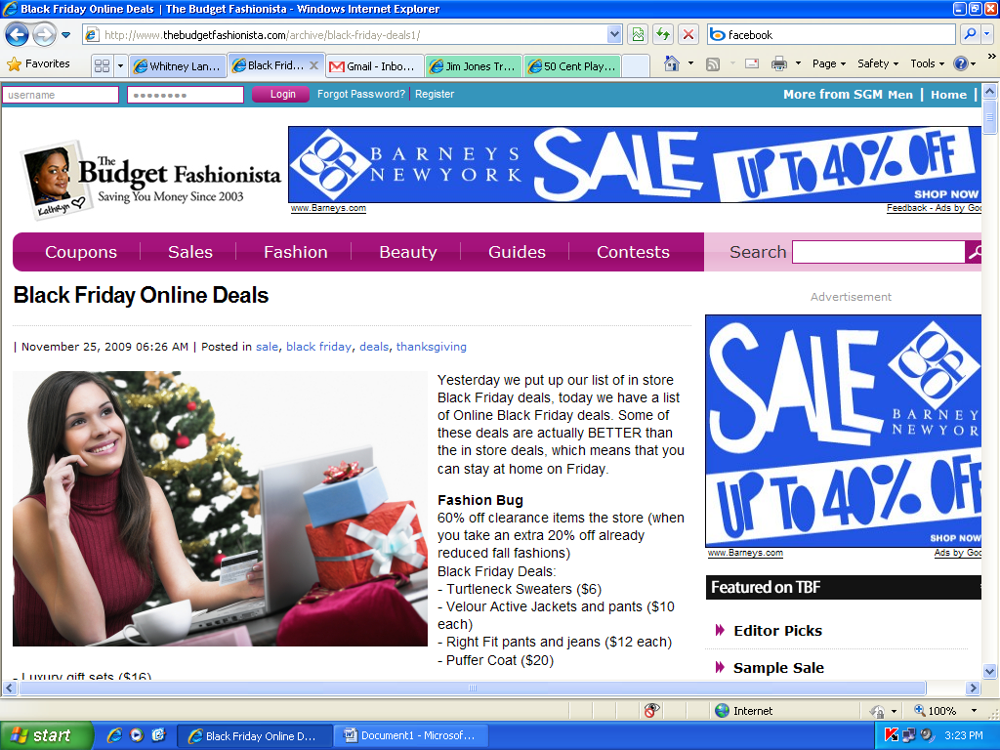 Black Friday Online Deals | The Budget Fashionista - Windows Internet Explorer
http://www.thebudgetfashionista.com/archive/black-friday-deals1/
facebook
Favorites
Whitney Lan...
Black Frid...
Gmail - Inbo...
Jim Jones Tr...
50 Cent Play...
Page
Safety
Tools
username
Login
Forgot Password?
Register
More from SGM Men | Home |
The
Budget Fashionista
Saving You Money Since 2003
Kathryn
CO OP
BARNEYS
NEWYORK
SALE
UP TO 40% OFF
SHOP NOW
www.Barneys.com
Feedback - Ads by Goo
Coupons
Sales
Fashion
Beauty
Guides
Contests
Search
Black Friday Online Deals
| November 25, 2009 06:26 AM | Posted in sale, black friday, deals, thanksgiving
Yesterday we put up our list of in store
Black Friday deals, today we have a list
of Online Black Friday deals. Some of
these deals are actually BETTER than
the in store deals, which means that you
can stay at home on Friday.
Fashion Bug
60% off clearance items the store (when
you take an extra 20% off already
reduced fall fashions)
Black Friday Deals:
- Turtleneck Sweaters ($6)
- Velour Active Jackets and pants ($10
each)
- Right Fit pants and jeans ($12 each)
- Puffer Coat ($20)
- Luxury gift sets ($16)
Advertisement
SALE
CO OP
BARNEY
NEWYOR
UP TO 40% OFF
SHOP NOW
www.Barneys.com
Ads by Goo
Featured on TBF
Editor Picks
Sample Sale
Internet
100%
start
Black Friday Online D...
Document1 - Microsof...
3:23 PM